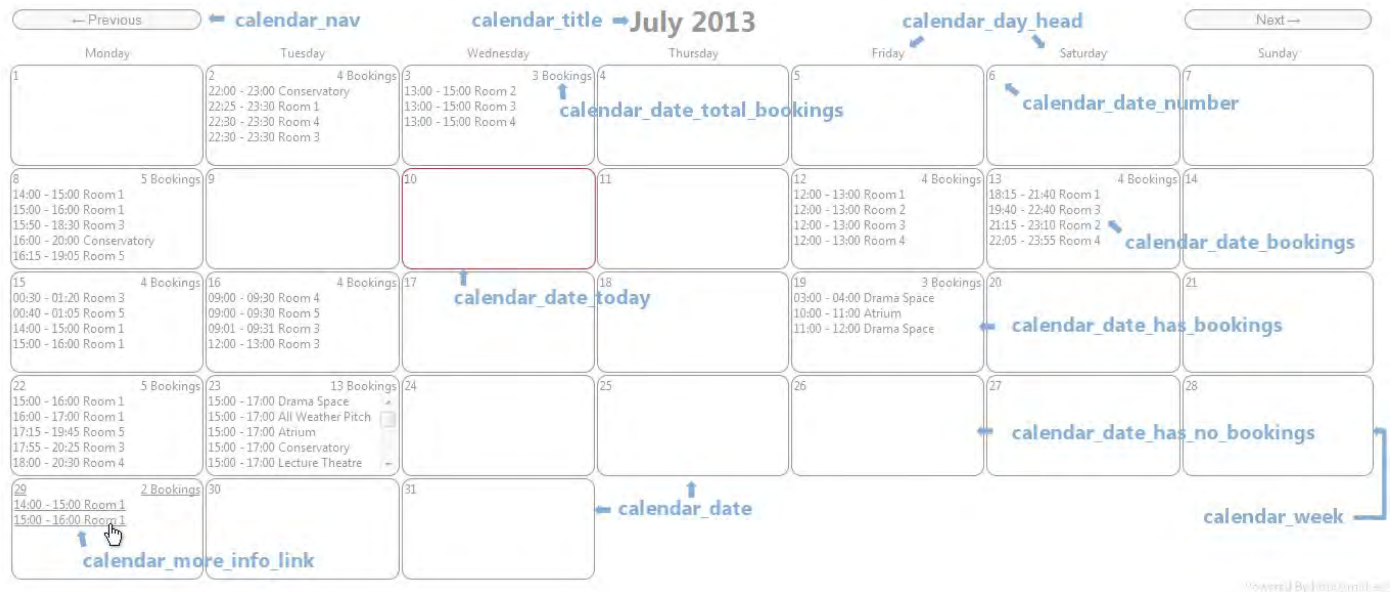 ← Previous
calendar_nav
calendar_title
July 2013
calendar_day_head
Next →
Monday
Tuesday
Wednesday
Thursday
Friday
Saturday
Sunday
1
2 4 Bookings
22:00 - 23:00 Conservatory
22:25 - 23:30 Room 1
22:30 - 23:30 Room 4
22:30 - 23:30 Room 3
3 3 Bookings
13:00 - 15:00 Room 2
13:00 - 15:00 Room 3
13:00 - 15:00 Room 4
calendar_date_total_bookings
4
5
6
calendar_date_number
7
8 5 Bookings
14:00 - 15:00 Room 1
15:00 - 16:00 Room 1
15:50 - 18:30 Room 3
16:00 - 20:00 Conservatory
16:15 - 19:05 Room 5
9
10
11
12 4 Bookings
12:00 - 13:00 Room 1
12:00 - 13:00 Room 2
12:00 - 13:00 Room 3
12:00 - 13:00 Room 4
13 4 Bookings
18:15 - 21:40 Room 1
19:40 - 22:40 Room 3
21:15 - 23:10 Room 2
22:05 - 23:55 Room 4
14
calendar_date_bookings
15 4 Bookings
00:30 - 01:20 Room 3
00:40 - 01:05 Room 5
14:00 - 15:00 Room 1
15:00 - 16:00 Room 1
16 4 Bookings
09:00 - 09:30 Room 4
09:00 - 09:30 Room 5
09:01 - 09:31 Room 3
12:00 - 13:00 Room 3
17
calendar_date_today
18
19 3 Bookings
03:00 - 04:00 Drama Space
10:00 - 11:00 Atrium
11:00 - 12:00 Drama Space
20
calendar_date_has_bookings
21
22 5 Bookings
15:00 - 16:00 Room 1
16:00 - 17:00 Room 1
17:15 - 19:45 Room 5
17:55 - 20:25 Room 3
18:00 - 20:30 Room 4
23 13 Bookings
15:00 - 17:00 Drama Space
15:00 - 17:00 All Weather Pitch
15:00 - 17:00 Atrium
15:00 - 17:00 Conservatory
15:00 - 17:00 Lecture Theatre
24
25
26
27
calendar_date_has_no_bookings
28
29 2 Bookings
14:00 - 15:00 Room 1
15:00 - 16:00 Room 1
calendar_more_info_link
30
31
calendar_date
calendar_week
Powered By